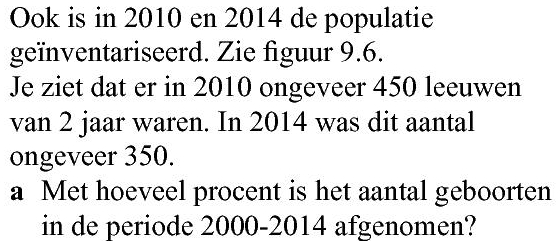 Ook is in 2010 en 2014 de populatie
geïnventariseerd. Zie figuur 9.6.
Je ziet dat er in 2010 ongeveer 450 leeuwen
van 2 jaar waren. In 2014 was dit aantal
ongeveer 350.
a Met hoeveel procent is het aantal geboorten
in de periode 2000-2014 afgenomen?